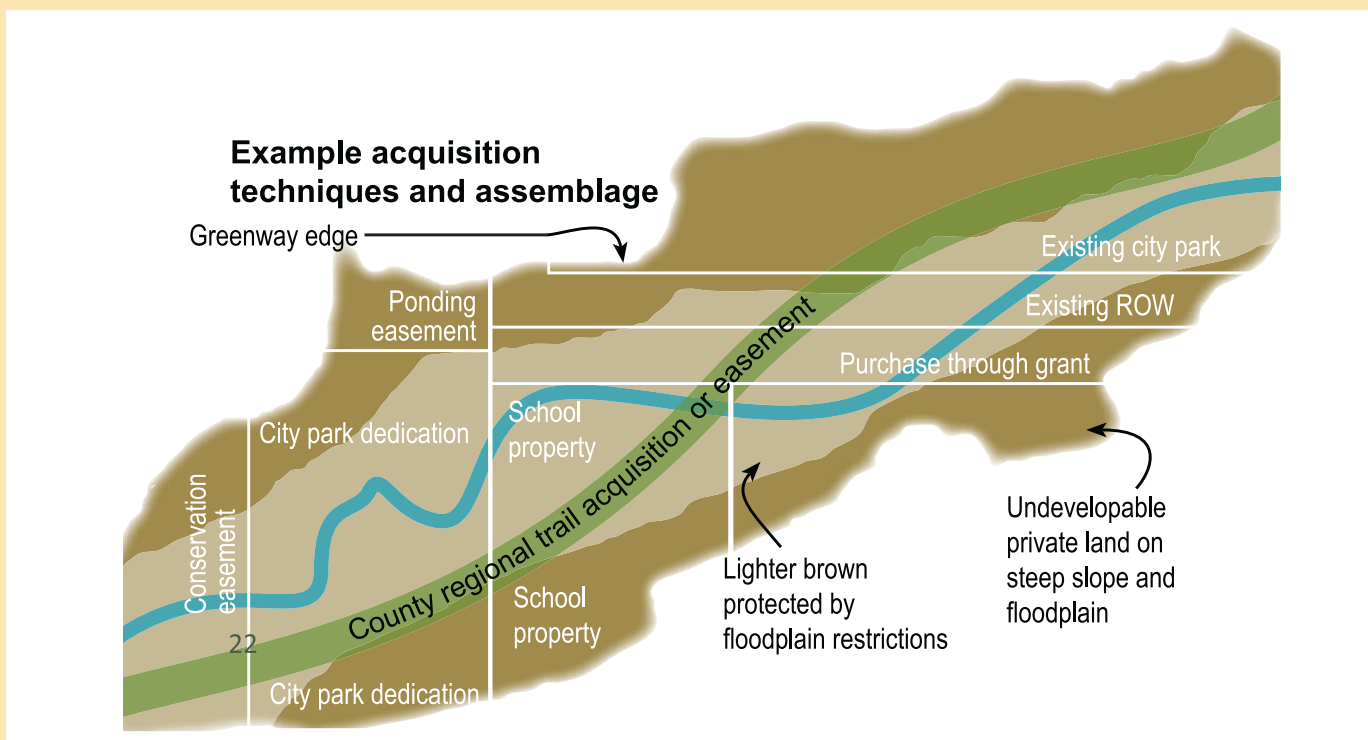 Example acquisition
techniques and assemblage
Greenway edge
Existing city park
Ponding
easement
Existing ROW
Purchase through grant
City park dedication
School
property
County regional trail acquisition or easement
Conservation
easement
Undevelopable
private land on
steep slope and
floodplain
Lighter brown
protected by
floodplain restrictions
School
property
22
City park dedication